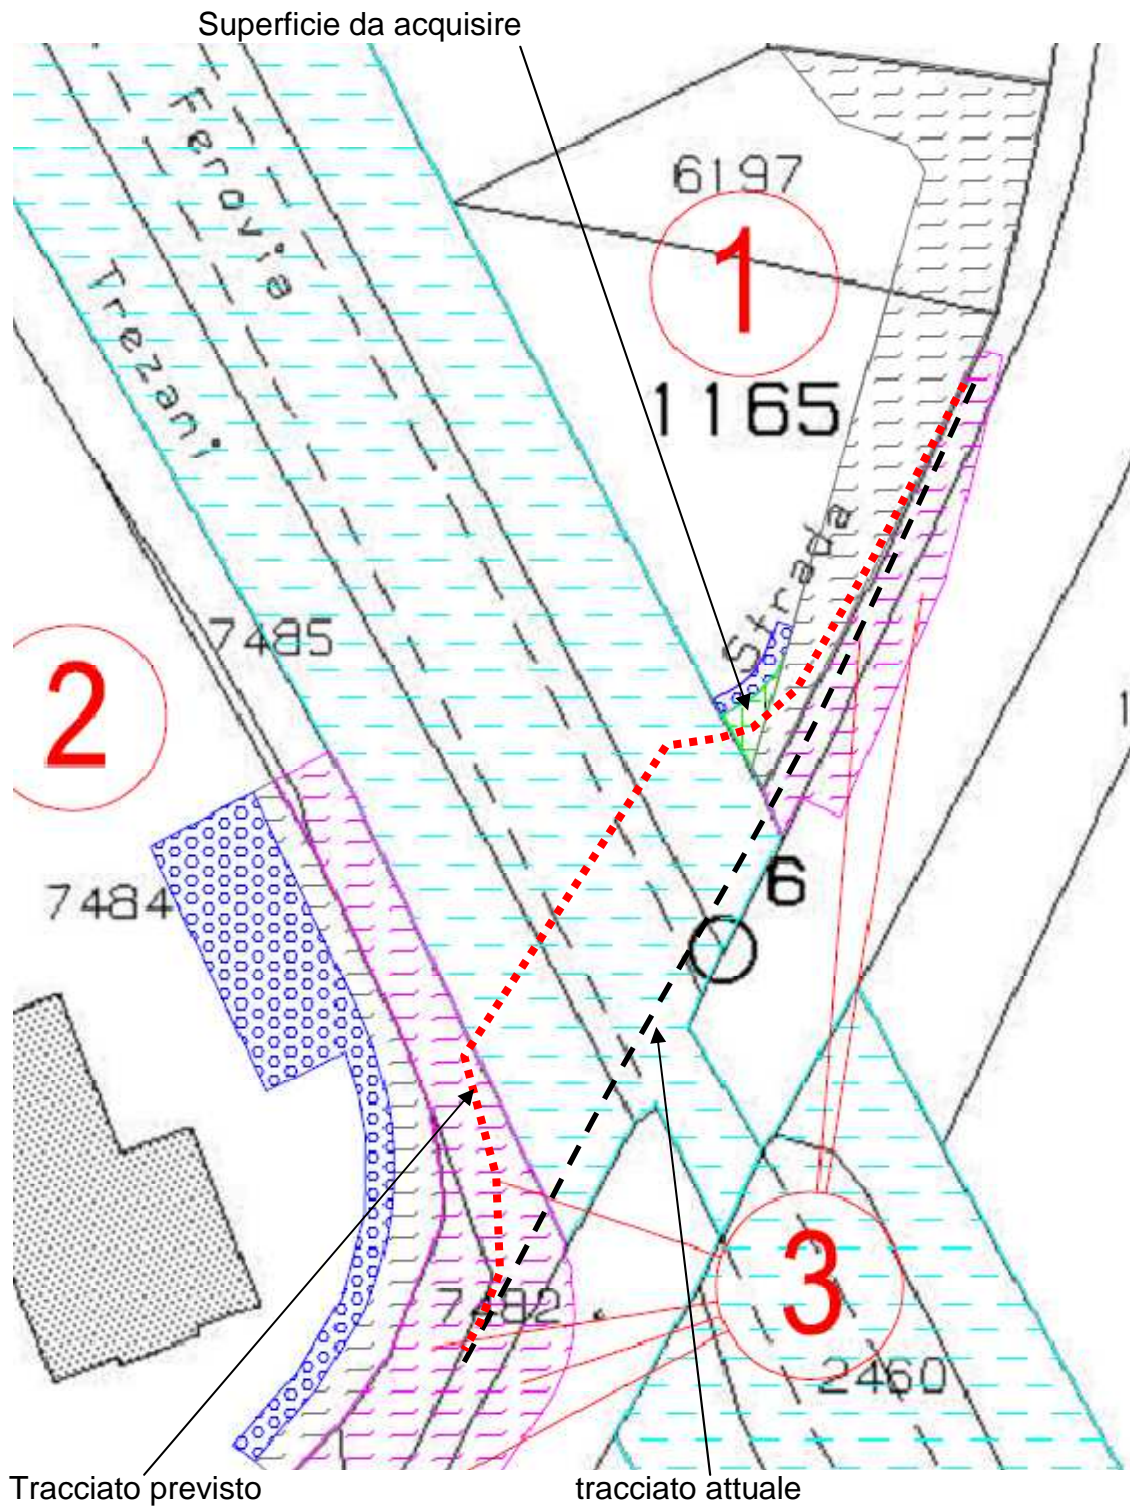 Superficie da acquisire
Ferrovia
Trezzani
6197
1
1165
Strada
7485
2
7484
6
7482
3
2460
Tracciato previsto
tracciato attuale